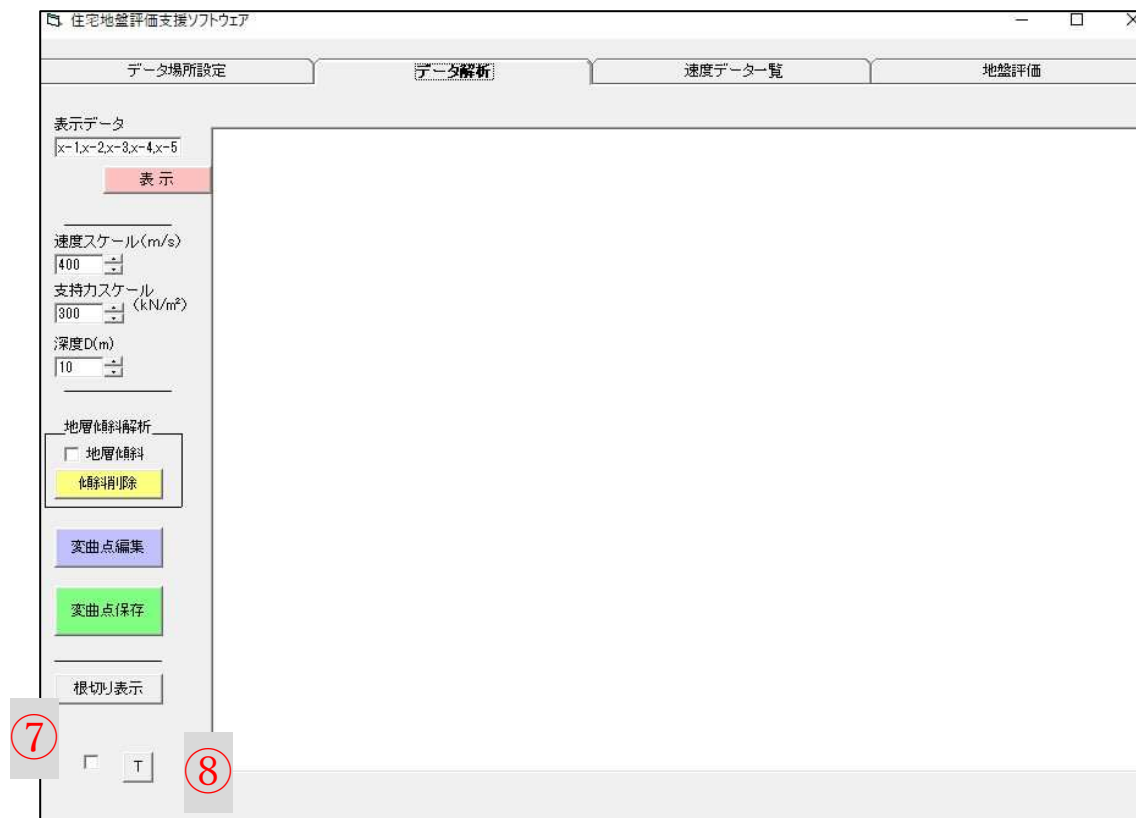 住宅地盤評価支援ソフトウェア
データ場所設定 データ解析 速度データ一覧 地盤評価
表示データ
x-1,x-2,x-3,x-4,x-5
表示
速度スケール(m/s)
400
支持力スケール
(kN/m²)
300
深度D(m)
10
地層傾斜解析
地層傾斜
傾斜削除
変曲点編集
変曲点保存
根切り表示
⑦
T
⑧